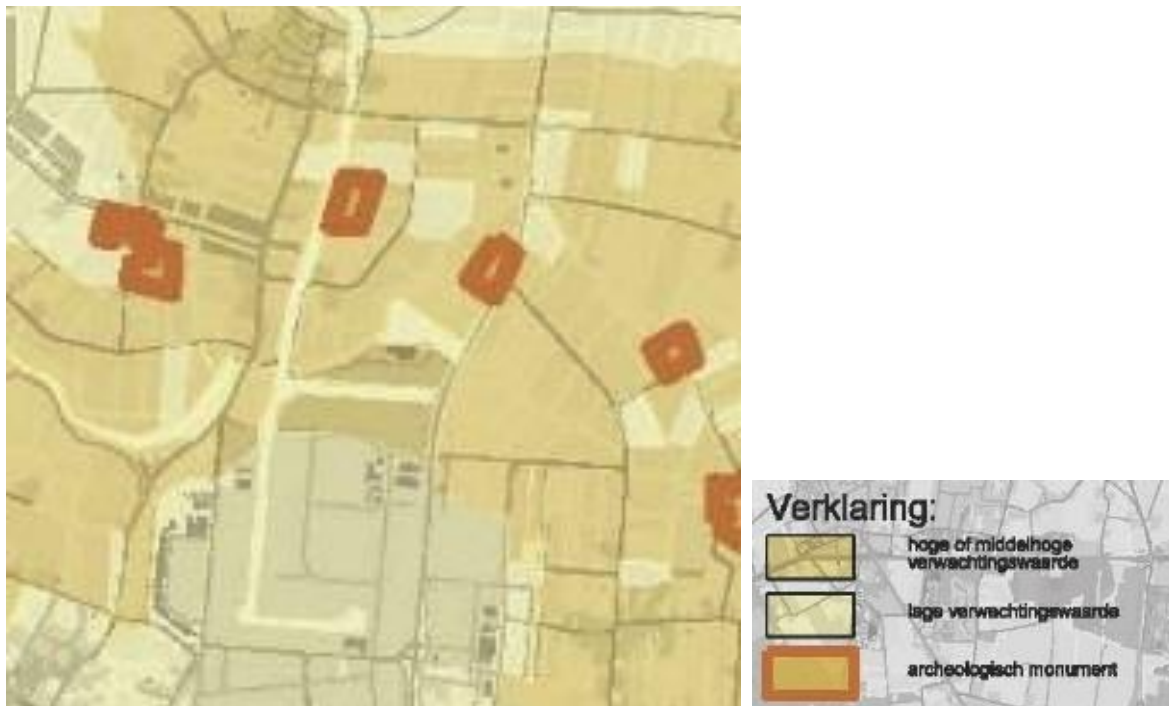 Verklaring:
hoge of middelhoge
verwachtingswaarde
lage verwachtingswaarde
archeologisch monument